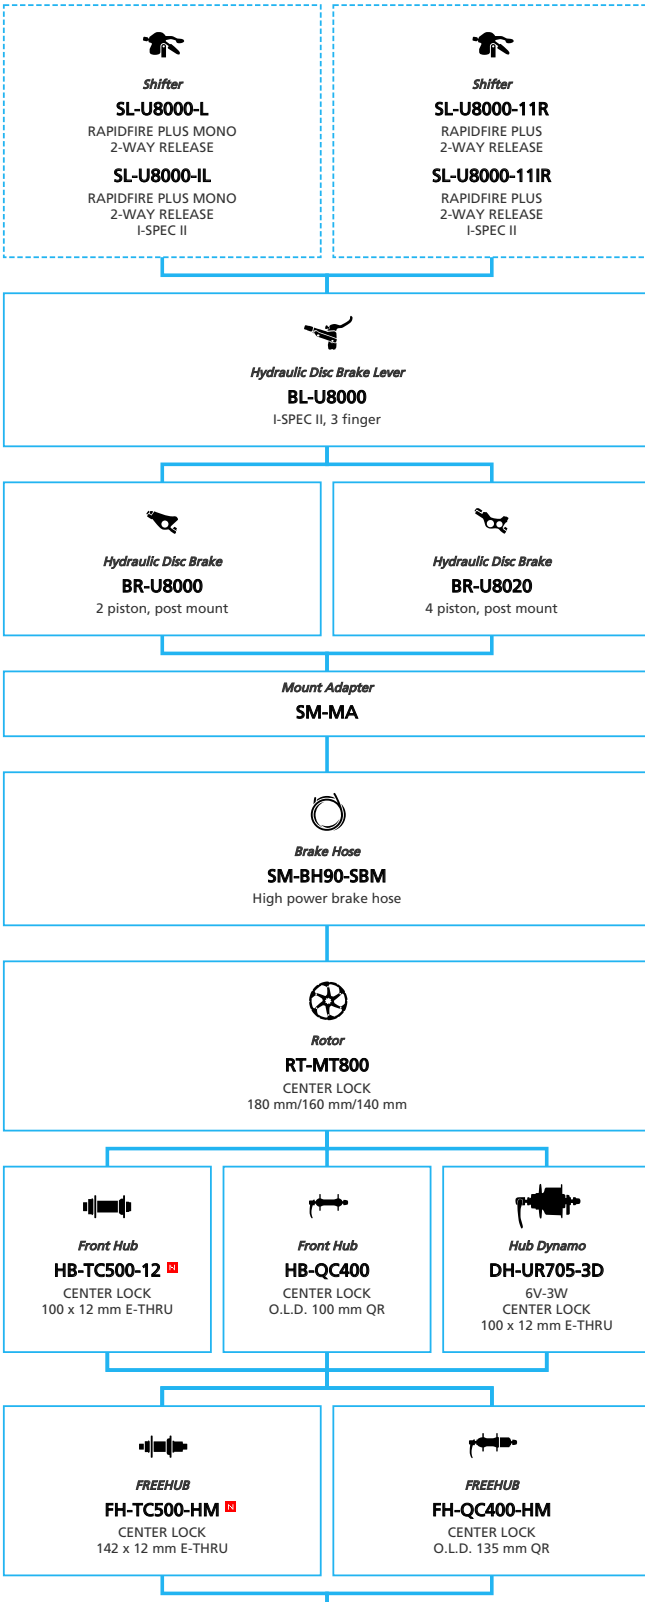 Shifter
SL-U8000-L
RAPIDFIRE PLUS MONO
2-WAY RELEASE
SL-U8000-IL
RAPIDFIRE PLUS MONO
2-WAY RELEASE
I-SPEC II
Shifter
SL-U8000-11R
RAPIDFIRE PLUS
2-WAY RELEASE
SL-U8000-11IR
RAPIDFIRE PLUS
2-WAY RELEASE
I-SPEC II
Hydraulic Disc Brake Lever
BL-U8000
I-SPEC II, 3 finger
Hydraulic Disc Brake
BR-U8000
2 piston, post mount
Hydraulic Disc Brake
BR-U8020
4 piston, post mount
Mount Adapter
SM-MA
Brake Hose
SM-BH90-SBM
High power brake hose
Rotor
RT-MT800
CENTER LOCK
180 mm/160 mm/140 mm
Front Hub
HB-TC500-12 N
CENTER LOCK
100 x 12 mm E-THRU
Front Hub
HB-QC400
CENTER LOCK
O.L.D. 100 mm QR
Hub Dynamo
DH-UR705-3D
6V-3W
CENTER LOCK
100 x 12 mm E-THRU
FREEHUB
FH-TC500-HM N
CENTER LOCK
142 x 12 mm E-THRU
FREEHUB
FH-QC400-HM
CENTER LOCK
O.L.D. 135 mm QR